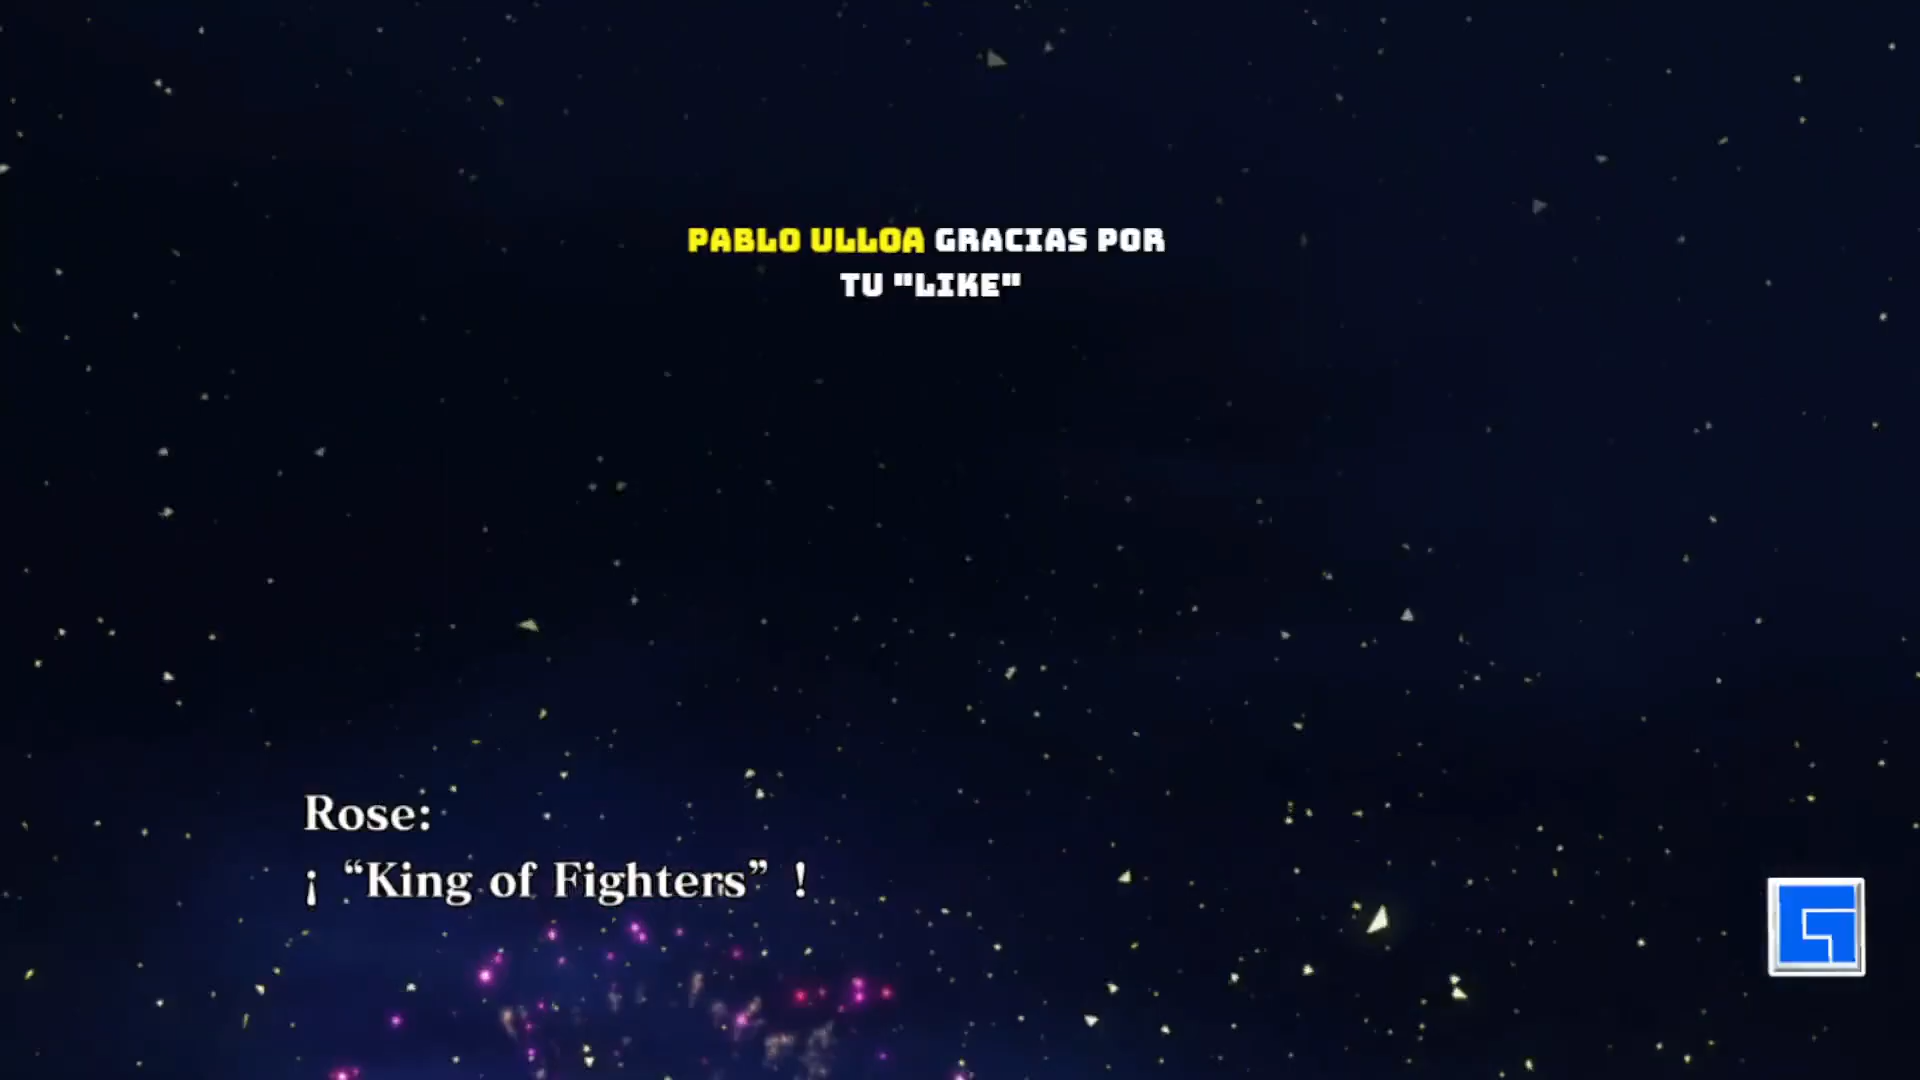 PABLO ULLOA GRACIAS POR
TU "LIKE"
Rose:
¡ “King of Fighters” !